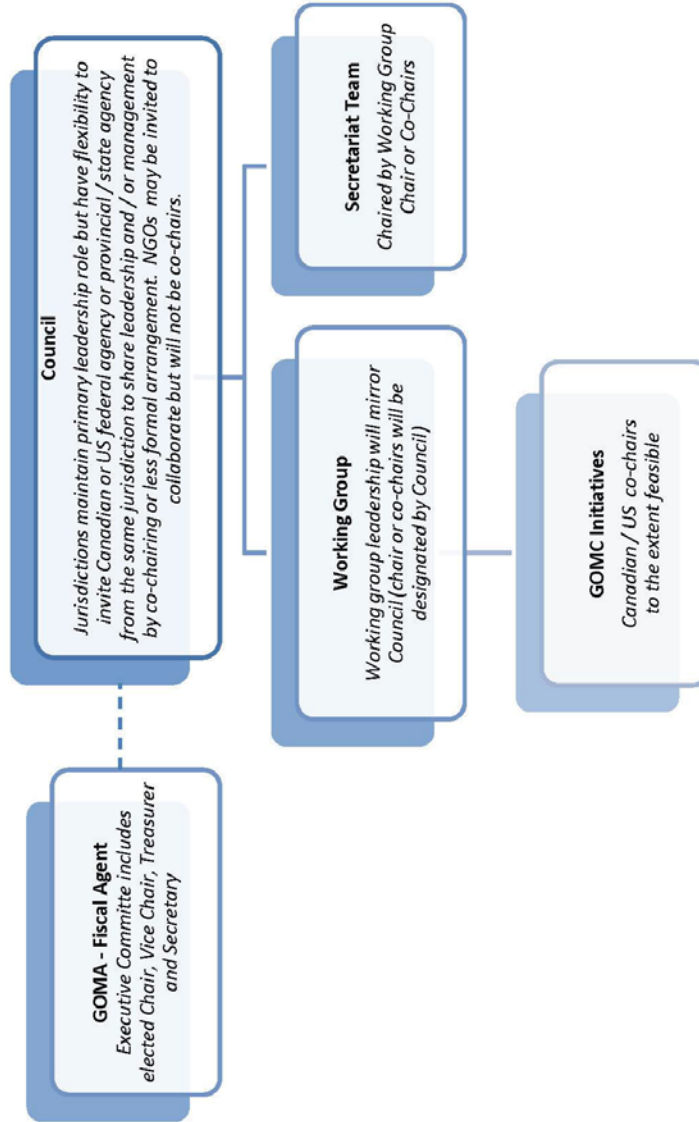 Council
Jurisdictions maintain primary leadership role but have flexibility to
invite Canadian or US federal agency or provincial / state agency
from the same jurisdiction to share leadership and / or management
by co-chairing or less formal arrangement. NGOs may be invited to
collaborate but will not be co-chairs.
GOMA - Fiscal Agent
Executive Committe includes
elected Chair, Vice Chair, Treasurer
and Secretary
Working Group
Working group leadership will mirror
Council (chair or co-chairs will be
designated by Council)
Secretariat Team
Chaired by Working Group
Chair or Co-Chairs
GOMC Initiatives
Canadian / US co-chairs
to the extent feasible